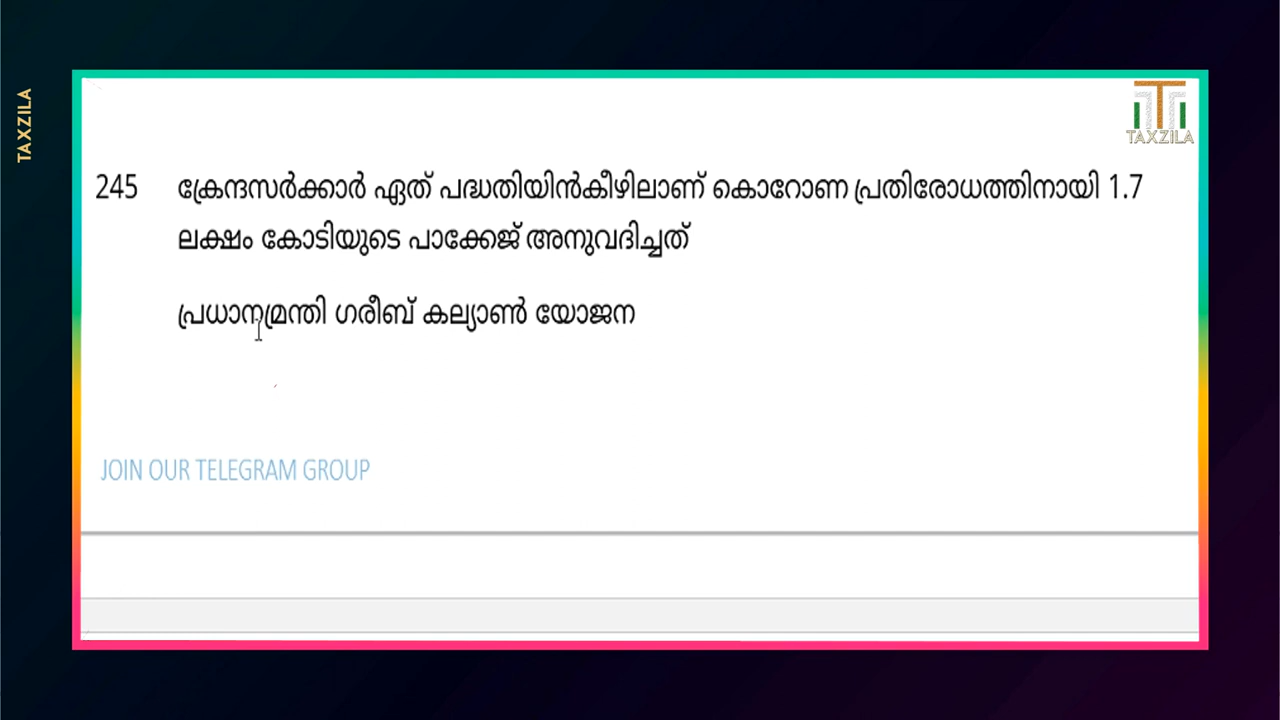 TAXZILA
TAXZILA
245 കേന്ദ്രസർക്കാർ ഏത് പദ്ധതിയിൻകീഴിലാണ് കൊറോണ പ്രതിരോധത്തിനായി 1.7
ലക്ഷം കോടിയുടെ പാക്കേജ് അനുവദിച്ചത്
പ്രധാനമന്ത്രി ഗരീബ് കല്യാൺ യോജന
JOIN OUR TELEGRAM GROUP